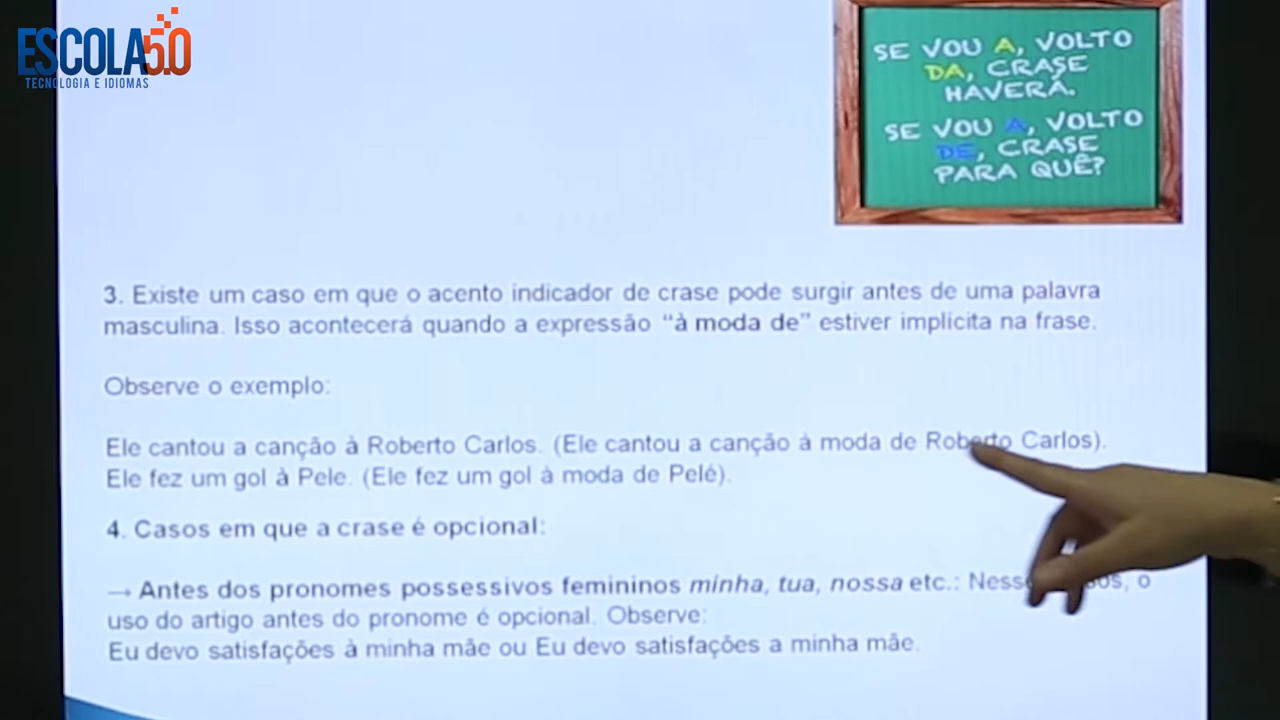 ESCOLA5.0
TECNOLOGIA E IDIOMAS
SE VOU A, VOLTO
DA, CRASE
HAVERÁ.
SE VOU A, VOLTO
DE, CRASE
PARA QUÊ?
3. Existe um caso em que o acento indicador de crase pode surgir antes de uma palavra
masculina. Isso acontecerá quando a expressão “à moda de” estiver implícita na frase.
Observe o exemplo:
Ele cantou a canção à Roberto Carlos. (Ele cantou a canção à moda de Roberto Carlos).
Ele fez um gol à Pele. (Ele fez um gol à moda de Pelé).
4. Casos em que a crase é opcional:
→ Antes dos pronomes possessivos femininos minha, tua, nossa etc.: o
uso do artigo antes do pronome é opcional. Observe:
Eu devo satisfações à minha mãe ou Eu devo satisfações a minha mãe.